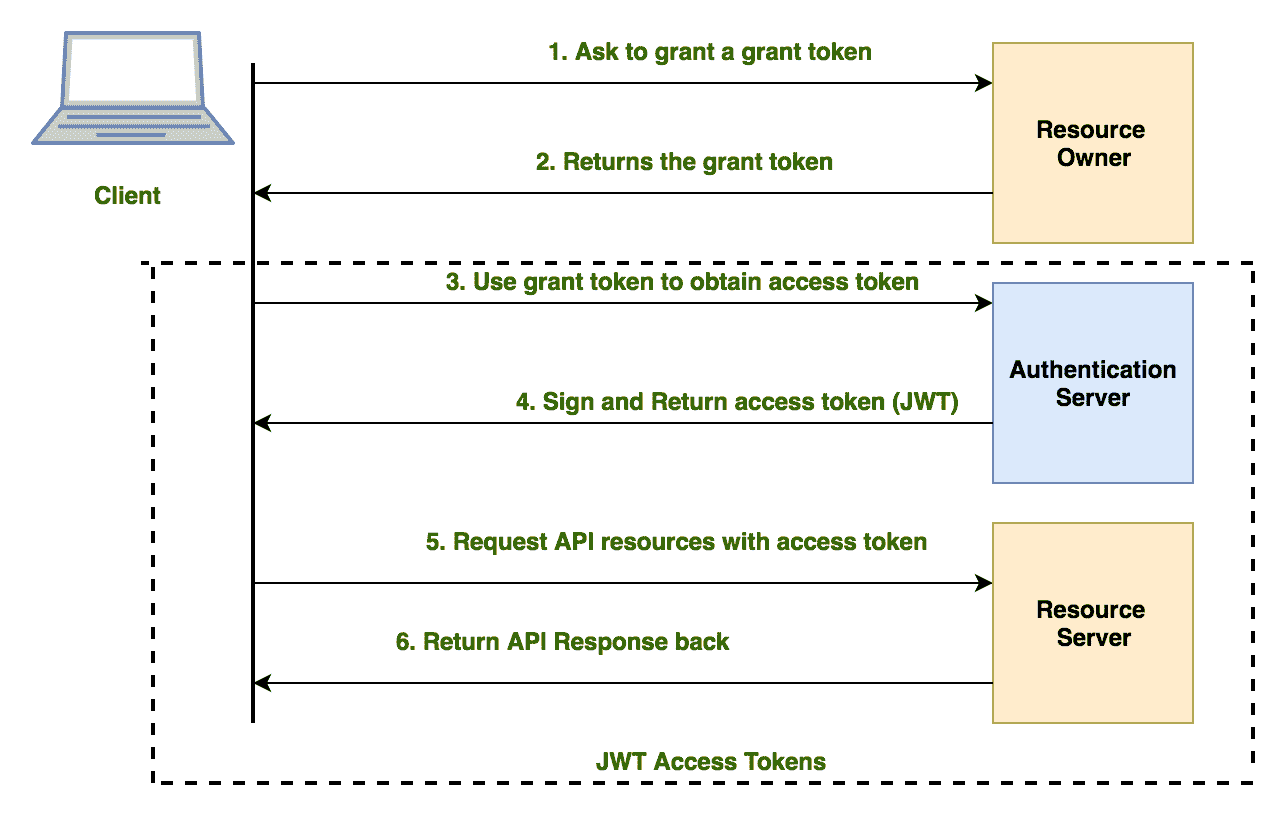 1. Ask to grant a grant token
Resource
Owner
2. Returns the grant token
Client
3. Use grant token to obtain access token
Authentication
Server
4. Sign and Return access token (JWT)
5. Request API resources with access token
Resource
Server
6. Return API Response back
JWT Access Tokens